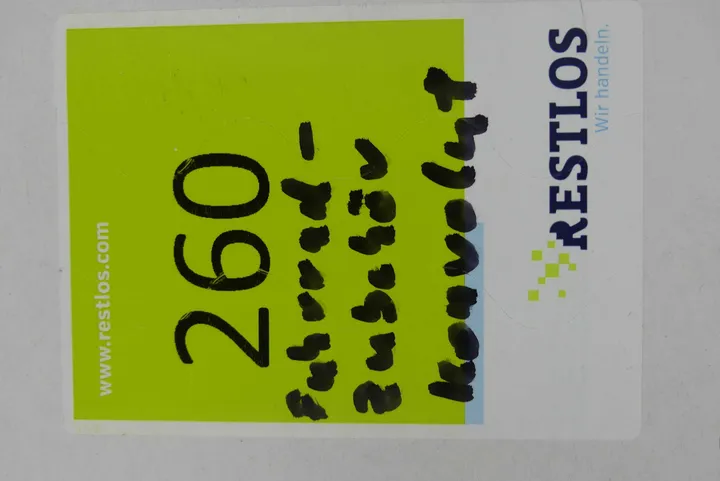 www.restlos.com
260
Fahrrad-
Zubehör
Konvolut
RESTLOS
Wir handeln.